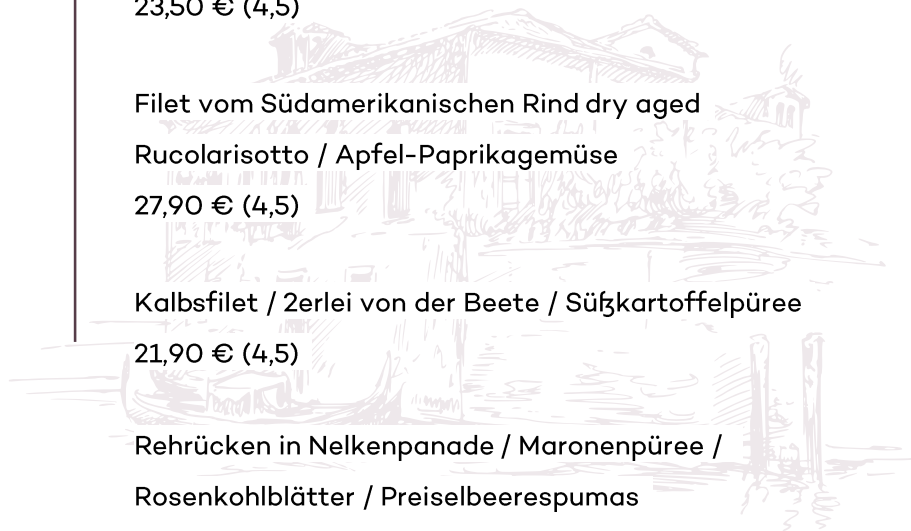 23,50 € (4,5)
Filet vom Südamerikanischen Rind dry aged
Rucolarisotto / Apfel-Paprikagemüse
27,90 € (4,5)
Kalbsfilet / 2erlei von der Beete / Süßkartoffelpüree
21,90 € (4,5)
Rehrücken in Nelkenpanade / Maronenpüree /
Rosenkohlblätter / Preiselbeerespumas